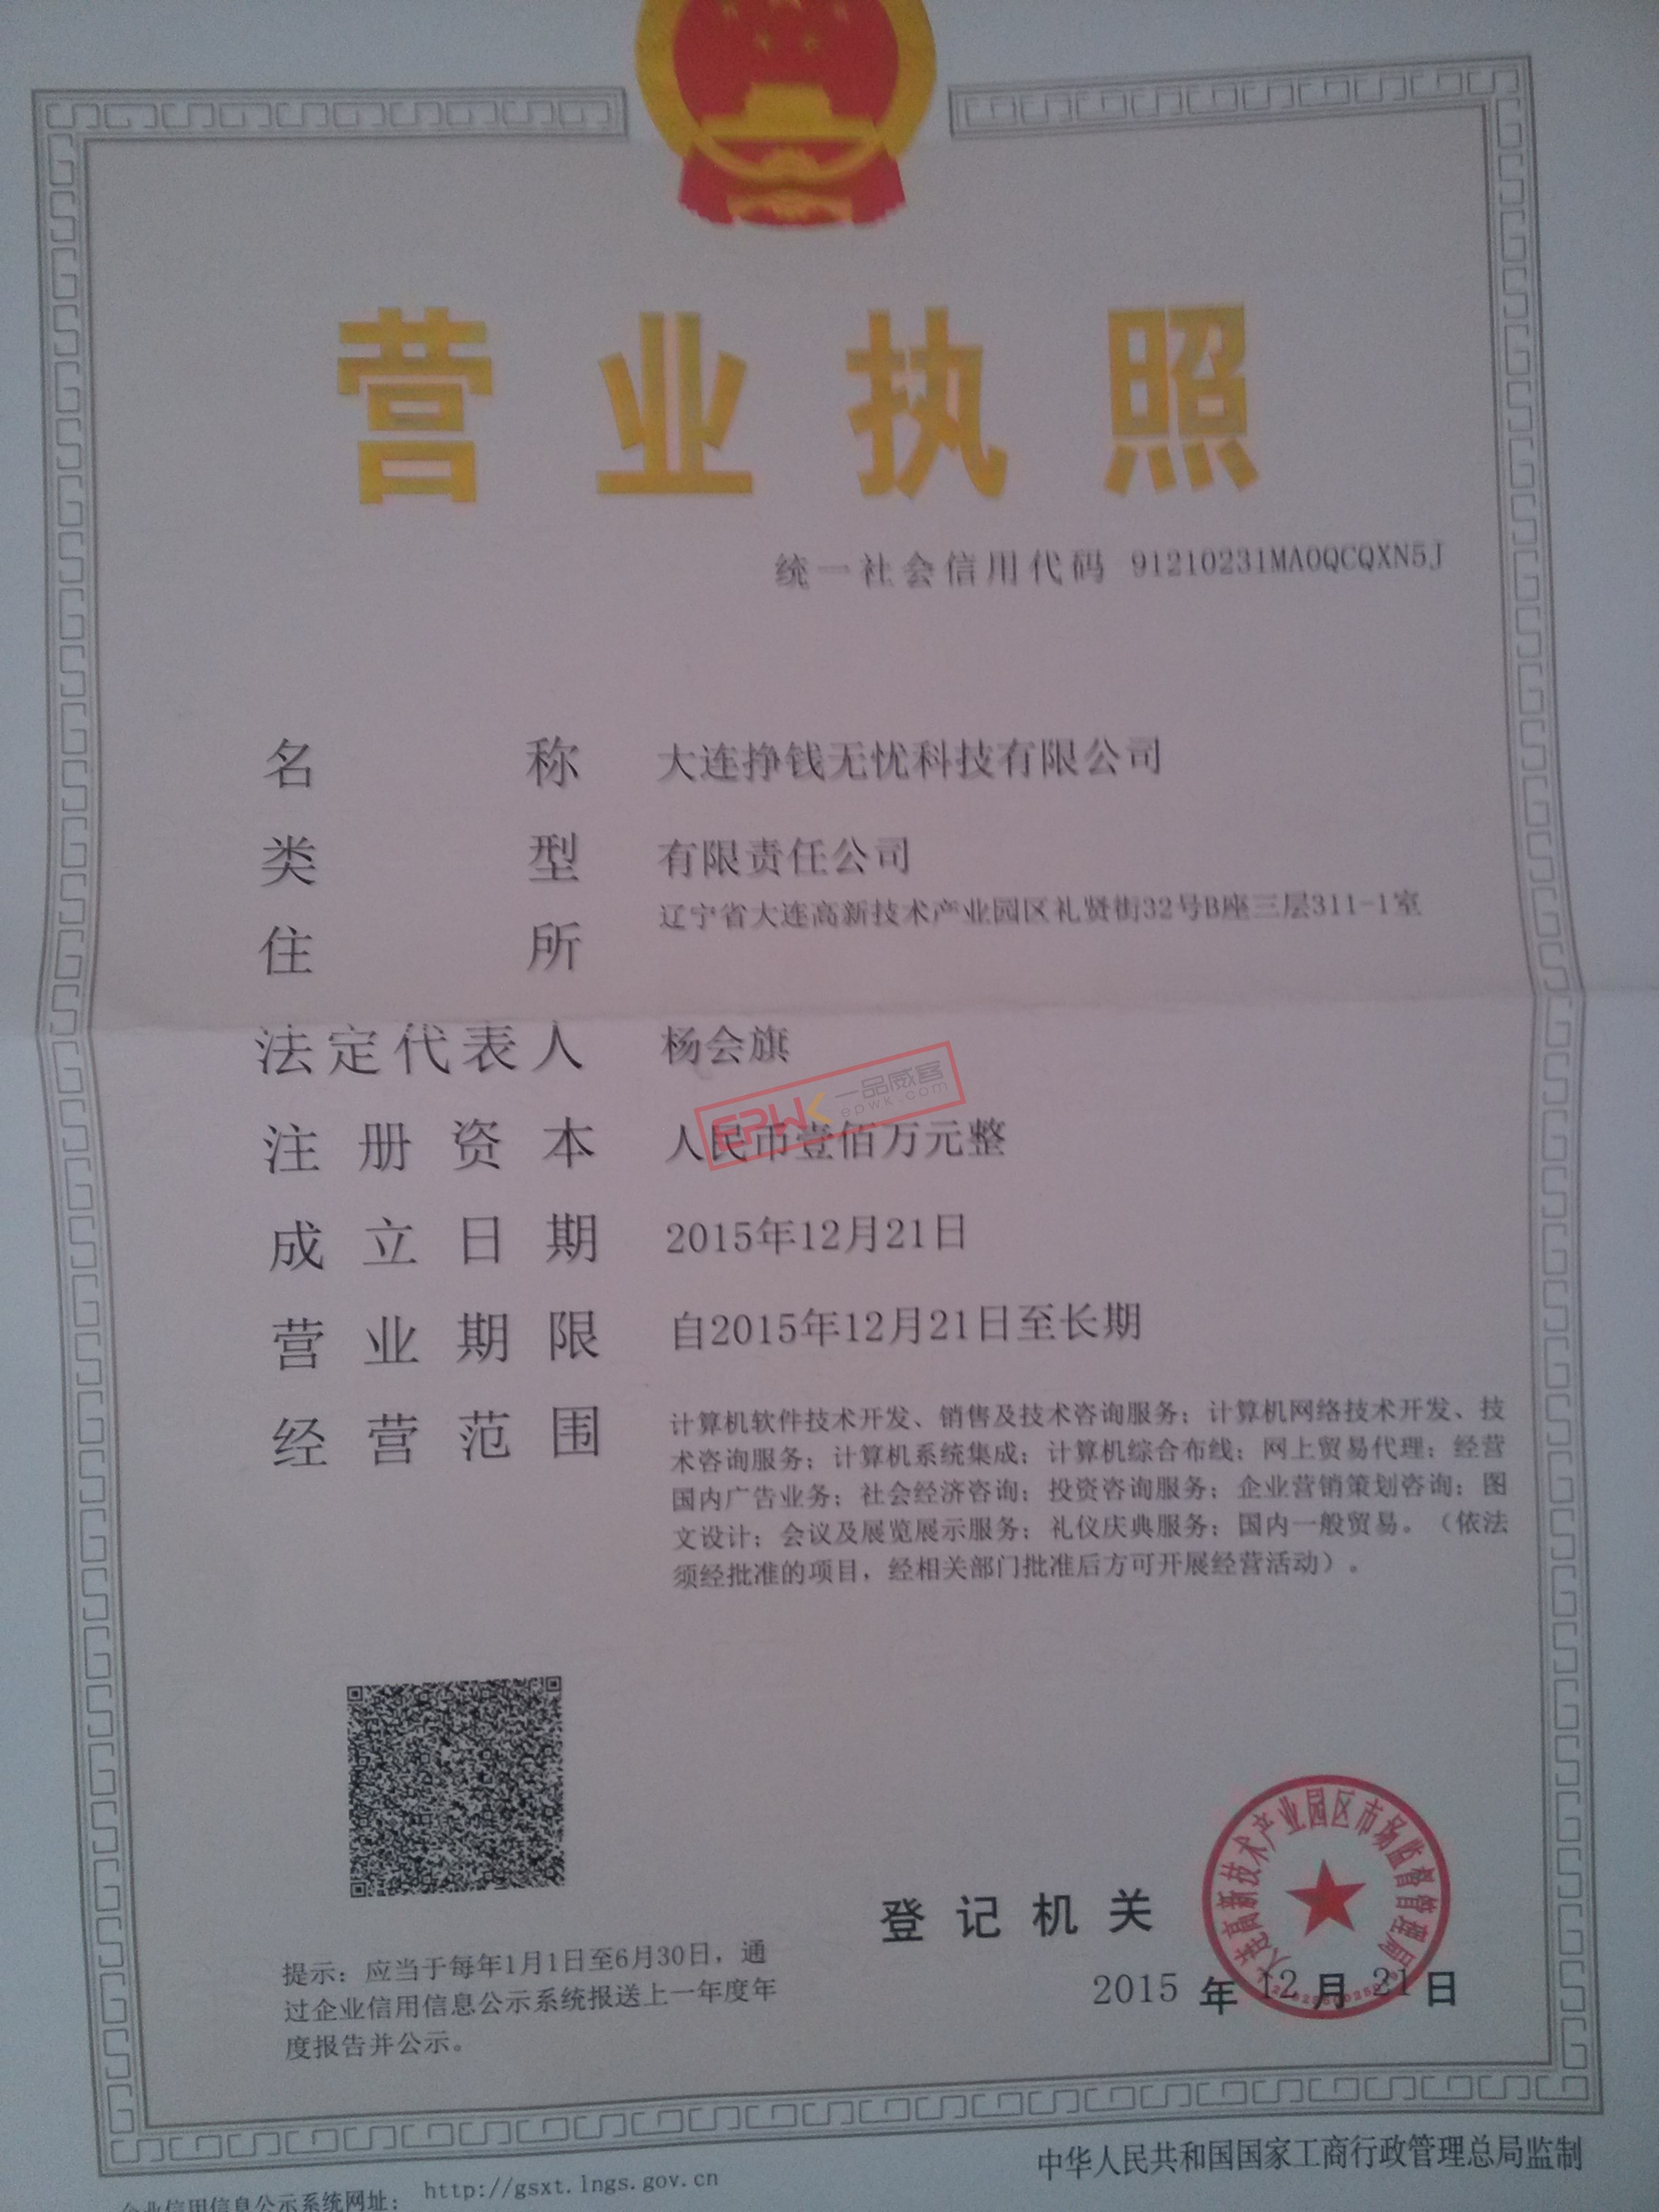 营业执照
统一社会信用代码 91210231MA0QCQXN5J
名称 大连挣钱无忧科技有限公司
类型 有限责任公司
住所 辽宁省大连高新技术产业园区礼贤街32号B座三层311-1室
法定代表人 杨会旗
EPWK 一品威客
epwk.com
注册资本 人民币壹佰万元整
成立日期 2015年12月21日
营业期限 自2015年12月21日至长期
经营范围 计算机软件技术开发、销售及技术咨询服务；计算机网络技术开发、技
术咨询服务；计算机系统集成；计算机综合布线；网上贸易代理；经营
国内广告业务；社会经济咨询；投资咨询服务；企业营销策划咨询；图
文设计；会议及展览展示服务；礼仪庆典服务；国内一般贸易。（依法
须经批准的项目，经相关部门批准后方可开展经营活动）。
大连高新技术产业园区市场监督管理局
登记机关
2015 年 12 月 21 日
提示：应当于每年1月1日至6月30日，通
过企业信用信息公示系统报送上一年度年
度报告并公示。
企业信用信息公示系统网址： http://gsxt.lngs.gov.cn
中华人民共和国国家工商行政管理总局监制